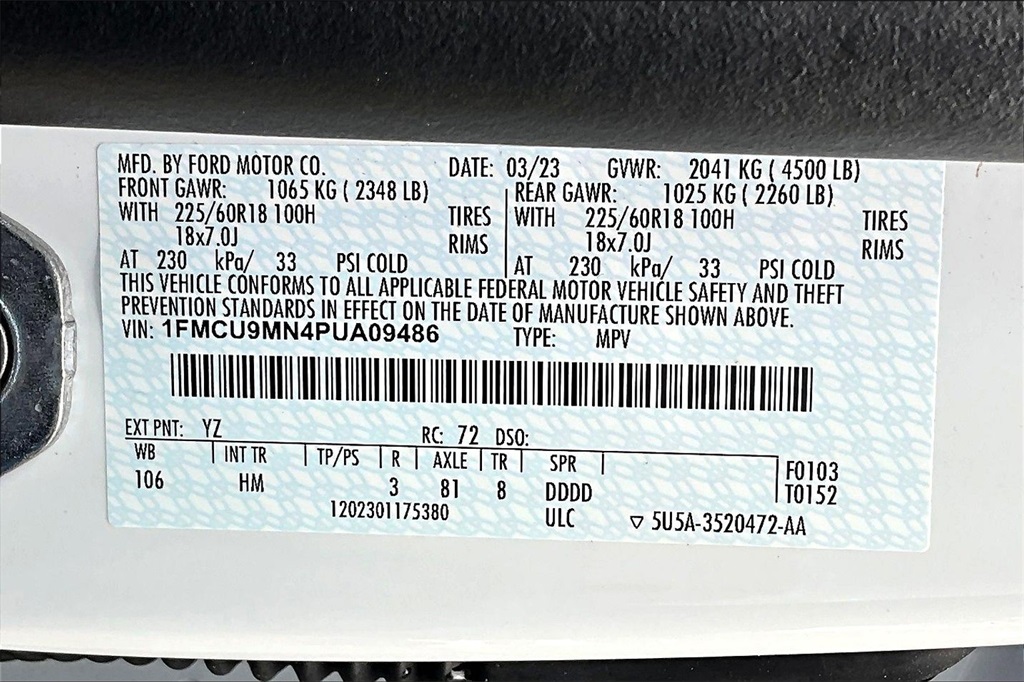 MFD. BY FORD MOTOR CO. DATE: 03/23 GVWR: 2041 KG ( 4500 LB)
FRONT GAWR: 1065 KG ( 2348 LB) REAR GAWR: 1025 KG ( 2260 LB)
WITH 225/60R18 100H TIRES WITH 225/60R18 100H TIRES
18x7.0J RIMS 18x7.0J RIMS
AT 230 kPa/ 33 PSI COLD AT 230 kPa/ 33 PSI COLD
THIS VEHICLE CONFORMS TO ALL APPLICABLE FEDERAL MOTOR VEHICLE SAFETY AND THEFT
PREVENTION STANDARDS IN EFFECT ON THE DATE OF MANUFACTURE SHOWN ABOVE.
VIN: 1FMCU9MN4PUA09486 TYPE: MPV
EXT PNT: YZ RC: 72 DSO:
WB INT TR TP/PS R AXLE TR SPR F0103
106 HM 3 81 8 DDDD T0152
1202301175380 ULC ▽ 5U5A-3520472-AA